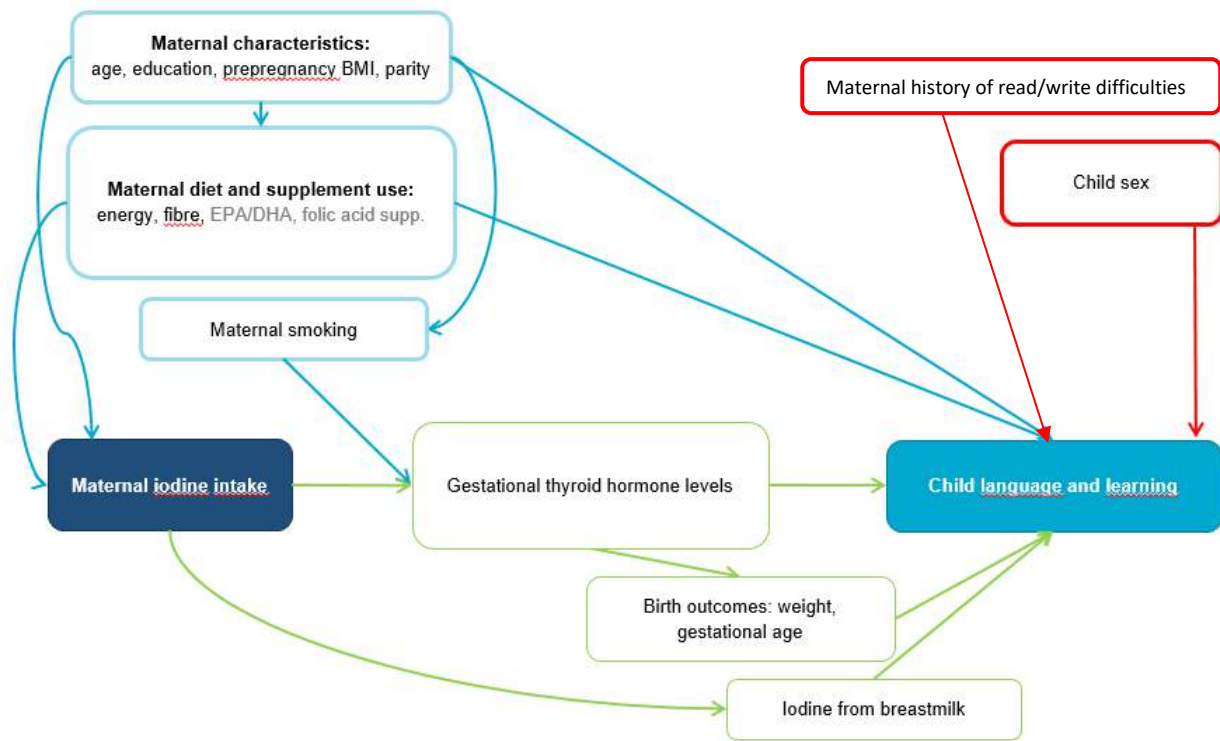 Maternal characteristics:
age, education, prepregnancy BMI, parity
Maternal history of read/write difficulties
Child sex
Maternal diet and supplement use:
energy, fibre, EPA/DHA, folic acid supp.
Maternal smoking
Maternal iodine intake
Gestational thyroid hormone levels
Child language and learning
Birth outcomes: weight,
gestational age
Iodine from breastmilk